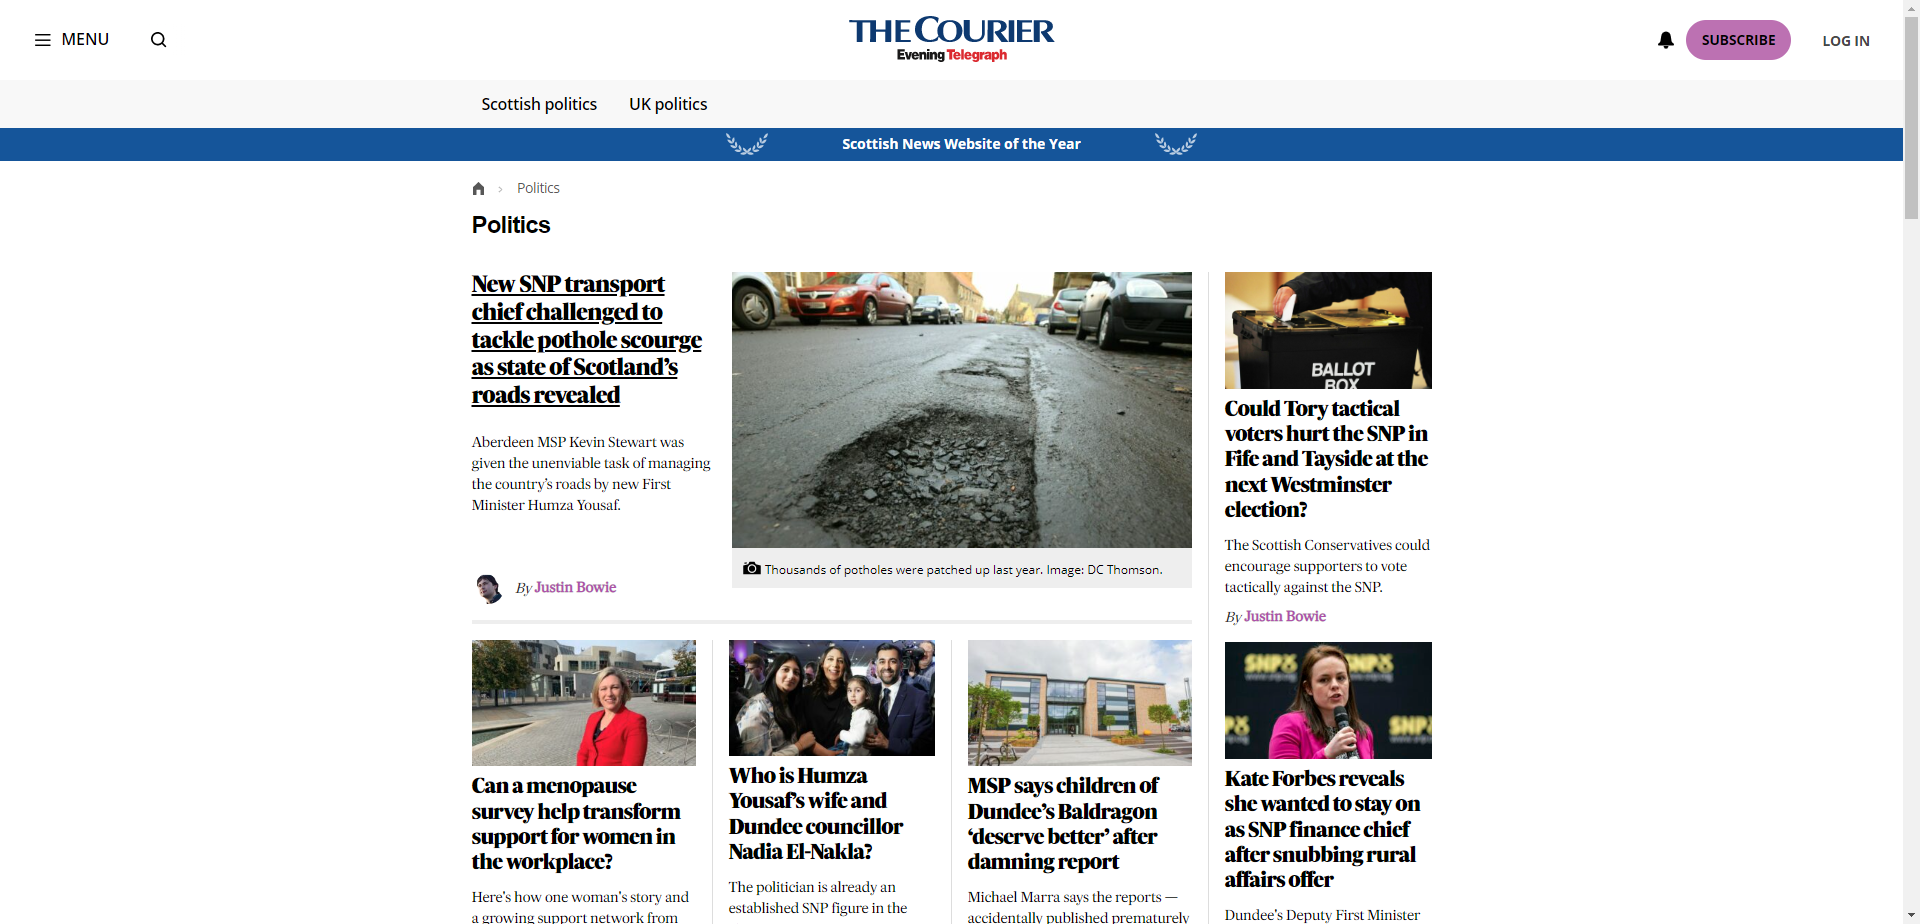 MENU
THE COURIER
Evening Telegraph
SUBSCRIBE
LOG IN
Scottish politics
UK politics
Scottish News Website of the Year
Politics
Politics
New SNP transport
chief challenged to
tackle pothole scourge
as state of Scotland's
roads revealed
Aberdeen MSP Kevin Stewart was
given the unenviable task of managing
the country's roads by new First
Minister Humza Yousaf.
By Justin Bowie
Thousands of potholes were patched up last year. Image: DC Thomson.
BALLOT
BOX
Could Tory tactical
voters hurt the SNP in
Fife and Tayside at the
next Westminster
election?
The Scottish Conservatives could
encourage supporters to vote
tactically against the SNP.
By Justin Bowie
Can a menopause
survey help transform
support for women in
the workplace?
Here's how one woman's story and
a growing support network from
Who is Humza
Yousaf's wife and
Dundee councillor
Nadia El-Nakla?
The politician is already an
established SNP figure in the
MSP says children of
Dundee's Baldragon
'deserve better' after
damning report
Michael Marra says the reports —
accidentally published prematurely
SNP
SNP
SNP
SNP
Kate Forbes reveals
she wanted to stay on
as SNP finance chief
after snubbing rural
affairs offer
Dundee's Deputy First Minister